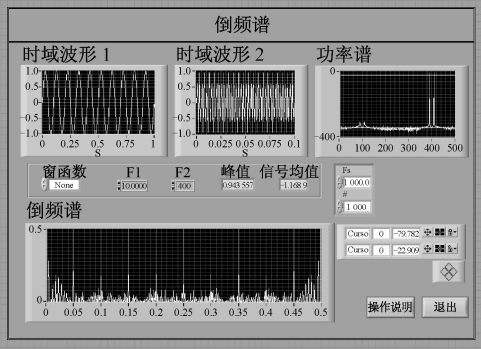 倒频谱
时域波形 1
时域波形 2
功率谱
1.0
0.5
0
-0.5
-1.0
0 0.25 0.5 0.75 1
S
1.0
0.5
0
-0.5
-1.0
0 0.025 0.05 0.075 0.1
S
0
-400
0 100 200 300 400 500
窗函数 F1 F2 峰值 信号均值
None 10.0000 400 0.943 557 -1.168 9
Fs
1 000.0
#
1 000
倒频谱
0.5
0
0 0.05 0.1 0.15 0.2 0.25 0.3 0.35 0.4 0.45 0.5
Curso 0 -79.782
Curso 0 -22.909
操作说明 退出